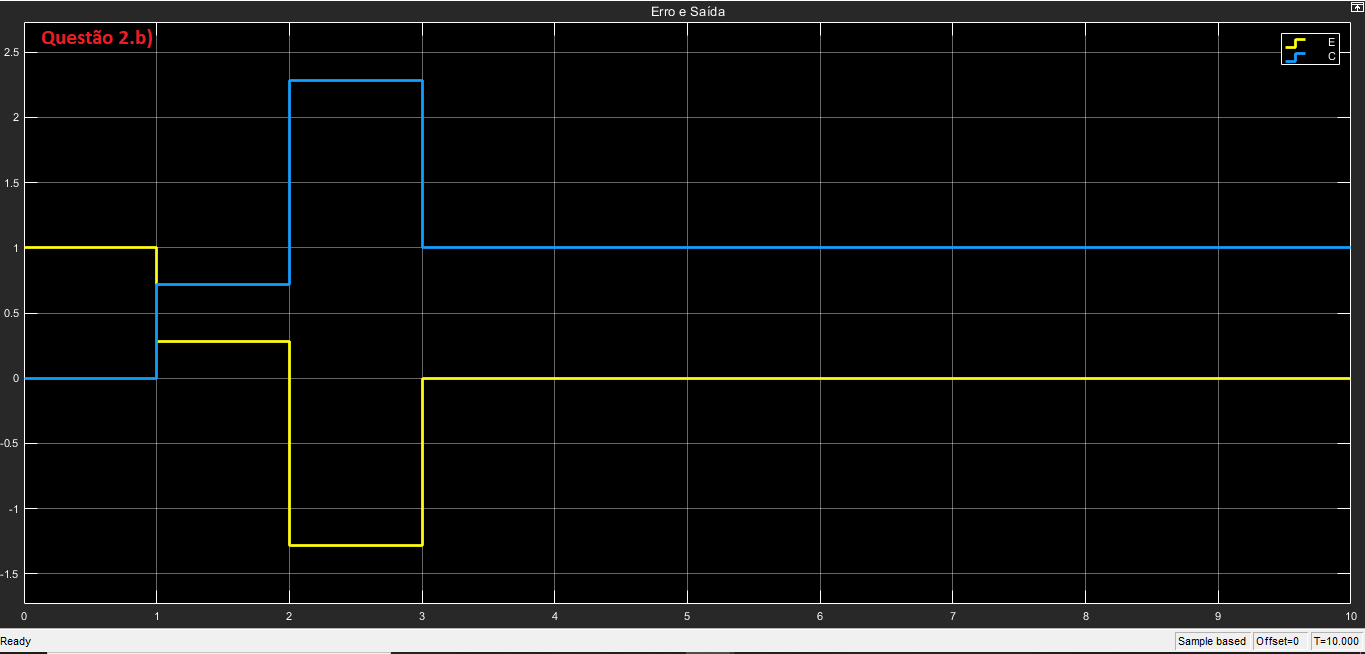 Erro e Saída
Questão 2.b)
E
C
2.5
2
1.5
1
0.5
0
-0.5
-1
-1.5
0 1 2 3 4 5 6 7 8 9 10
Ready
Sample based Offset=0 T=10.000